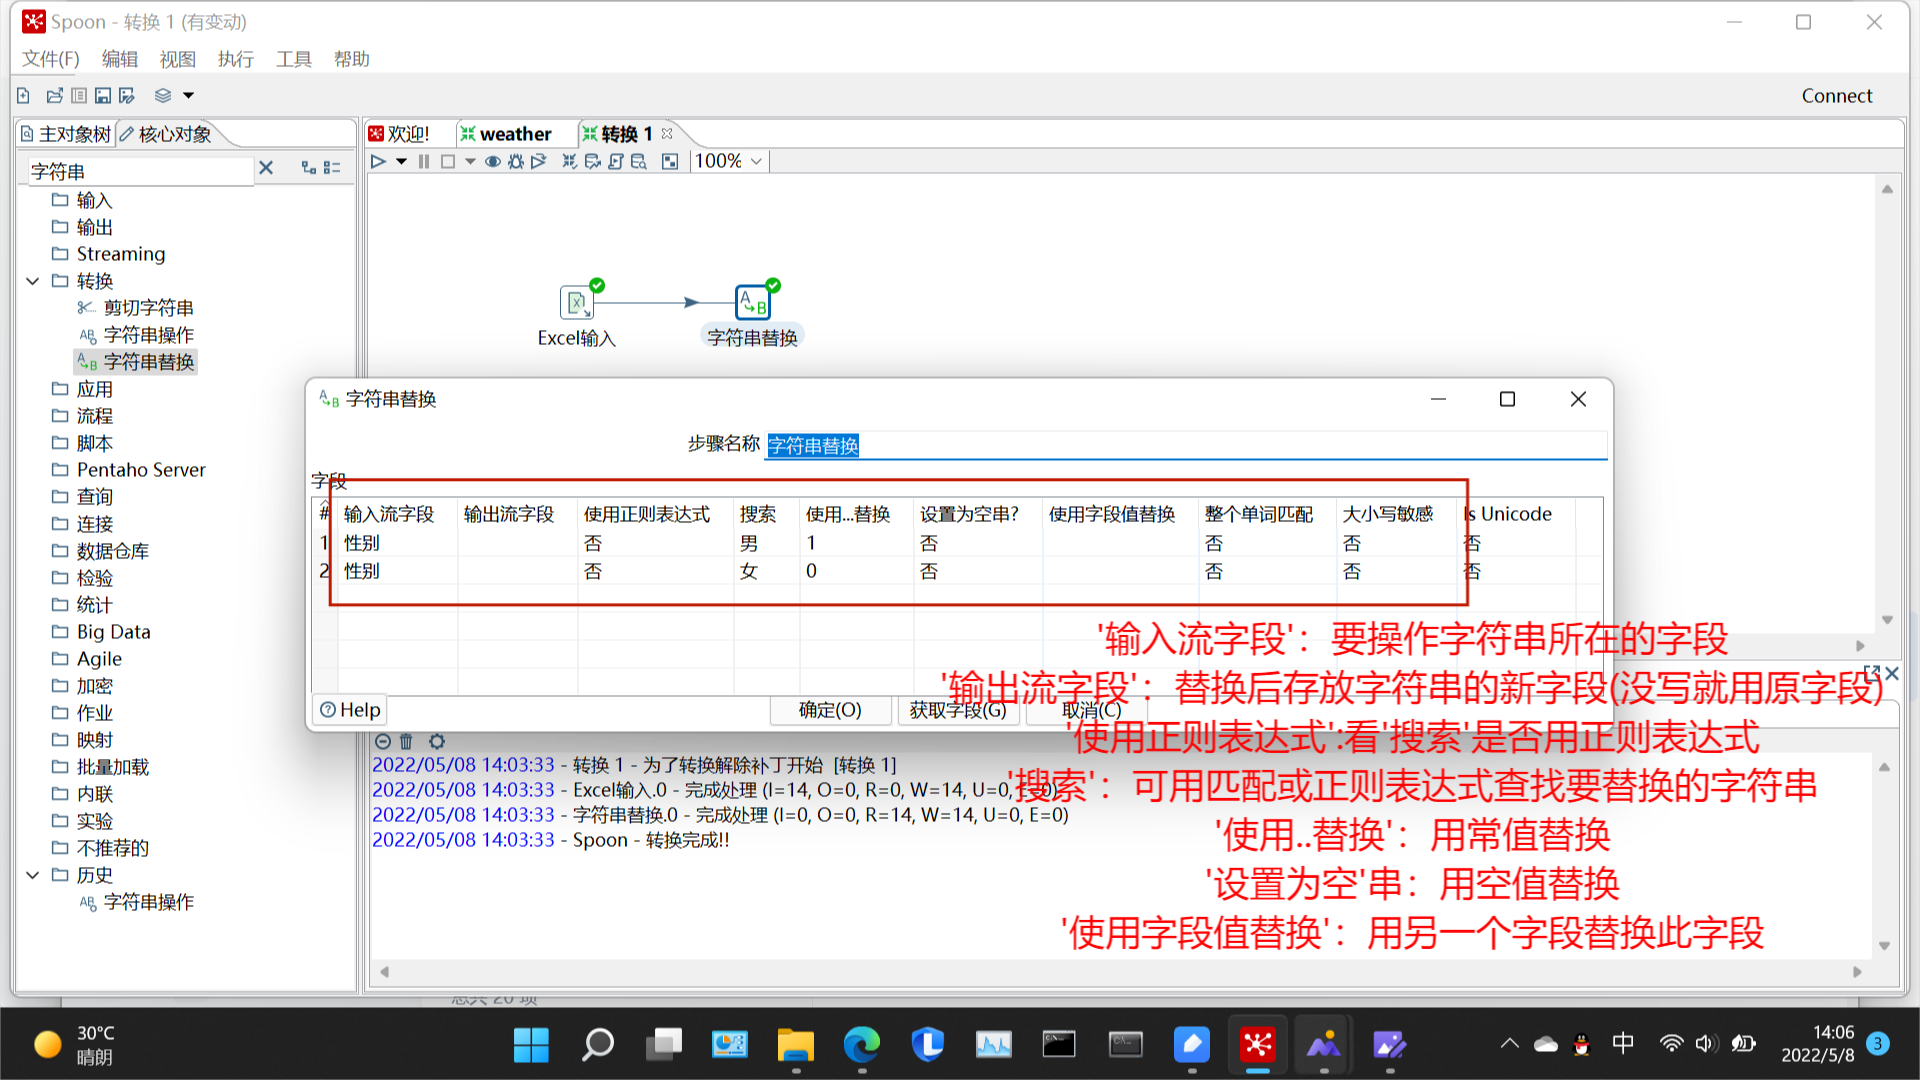 Spoon - 转换 1 (有变动)
文件(F) 编辑 视图 执行 工具 帮助
Connect
主对象树 核心对象
欢迎! weather 转换 1
字符串
100%
输入
输出
Streaming
转换
剪切字符串
字符串操作
字符串替换
应用
流程
脚本
Pentaho Server
查询
连接
数据仓库
检验
统计
Big Data
Agile
加密
作业
映射
批量加载
内联
实验
不推荐的
历史
字符串操作
Excel输入 字符串替换
字符串替换
步骤名称 字符串替换
字段
# 输入流字段 输出流字段 使用正则表达式 搜索 使用...替换 设置为空串? 使用字段值替换 整个单词匹配 大小写敏感 Is Unicode
1 性别 否 男 1 否 否 否 否
2 性别 否 女 0 否 否 否 否
Help 确定(O) 获取字段(G) 取消(C)
'输入流字段'：要操作字符串所在的字段
'输出流字段'：替换后存放字符串的新字段(没写就用原字段)
'使用正则表达式':看'搜索'是否用正则表达式
'搜索'：可用匹配或正则表达式查找要替换的字符串
'使用..替换'：用常值替换
'设置为空'串：用空值替换
'使用字段值替换'：用另一个字段替换此字段
2022/05/08 14:03:33 - 转换 1 - 为了转换解除补丁开始 [转换 1]
2022/05/08 14:03:33 - Excel输入.0 - 完成处理 (I=14, O=0, R=0, W=14, U=0, E=0)
2022/05/08 14:03:33 - 字符串替换.0 - 完成处理 (I=0, O=0, R=14, W=14, U=0, E=0)
2022/05/08 14:03:33 - Spoon - 转换完成!!
30°C
晴朗
中
14:06
2022/5/8
3